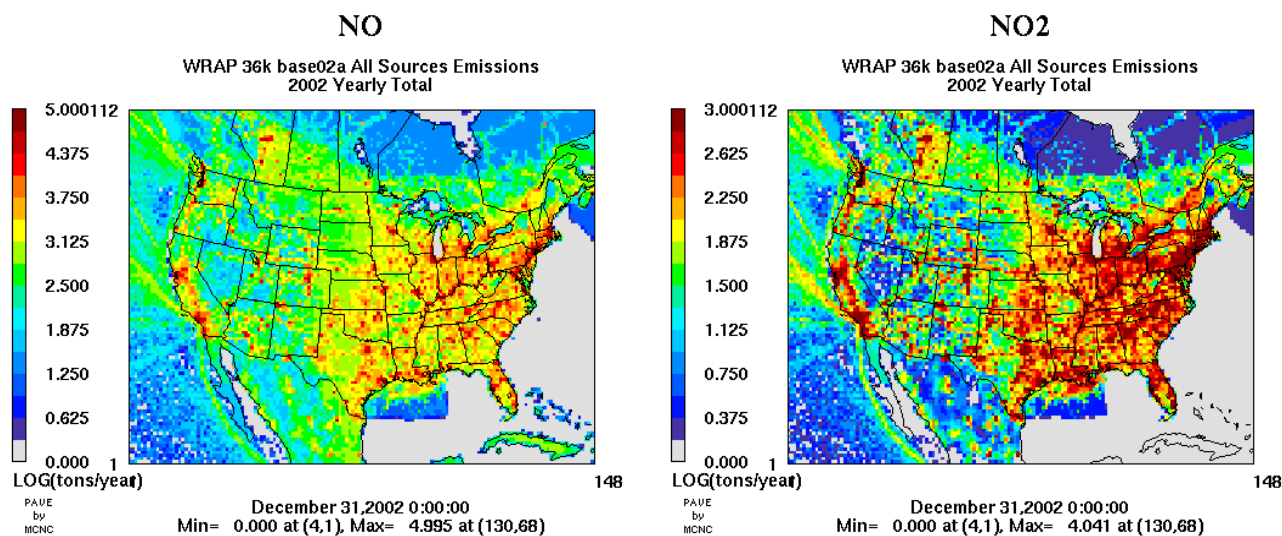 NO
WRAP 36k base02a All Sources Emissions
2002 Yearly Total
5.000112
4.375
3.750
3.125
2.500
1.875
1.250
0.625
0.000 1
LOG(tons/year) 148
PAVE
by
MCNC
December 31,2002 0:00:00
Min= 0.000 at (4,1), Max= 4.995 at (130,68)
NO2
WRAP 36k base02a All Sources Emissions
2002 Yearly Total
3.000112
2.625
2.250
1.875
1.500
1.125
0.750
0.375
0.000 1
LOG(tons/year) 148
PAVE
by
MCNC
December 31,2002 0:00:00
Min= 0.000 at (4,1), Max= 4.041 at (130,68)